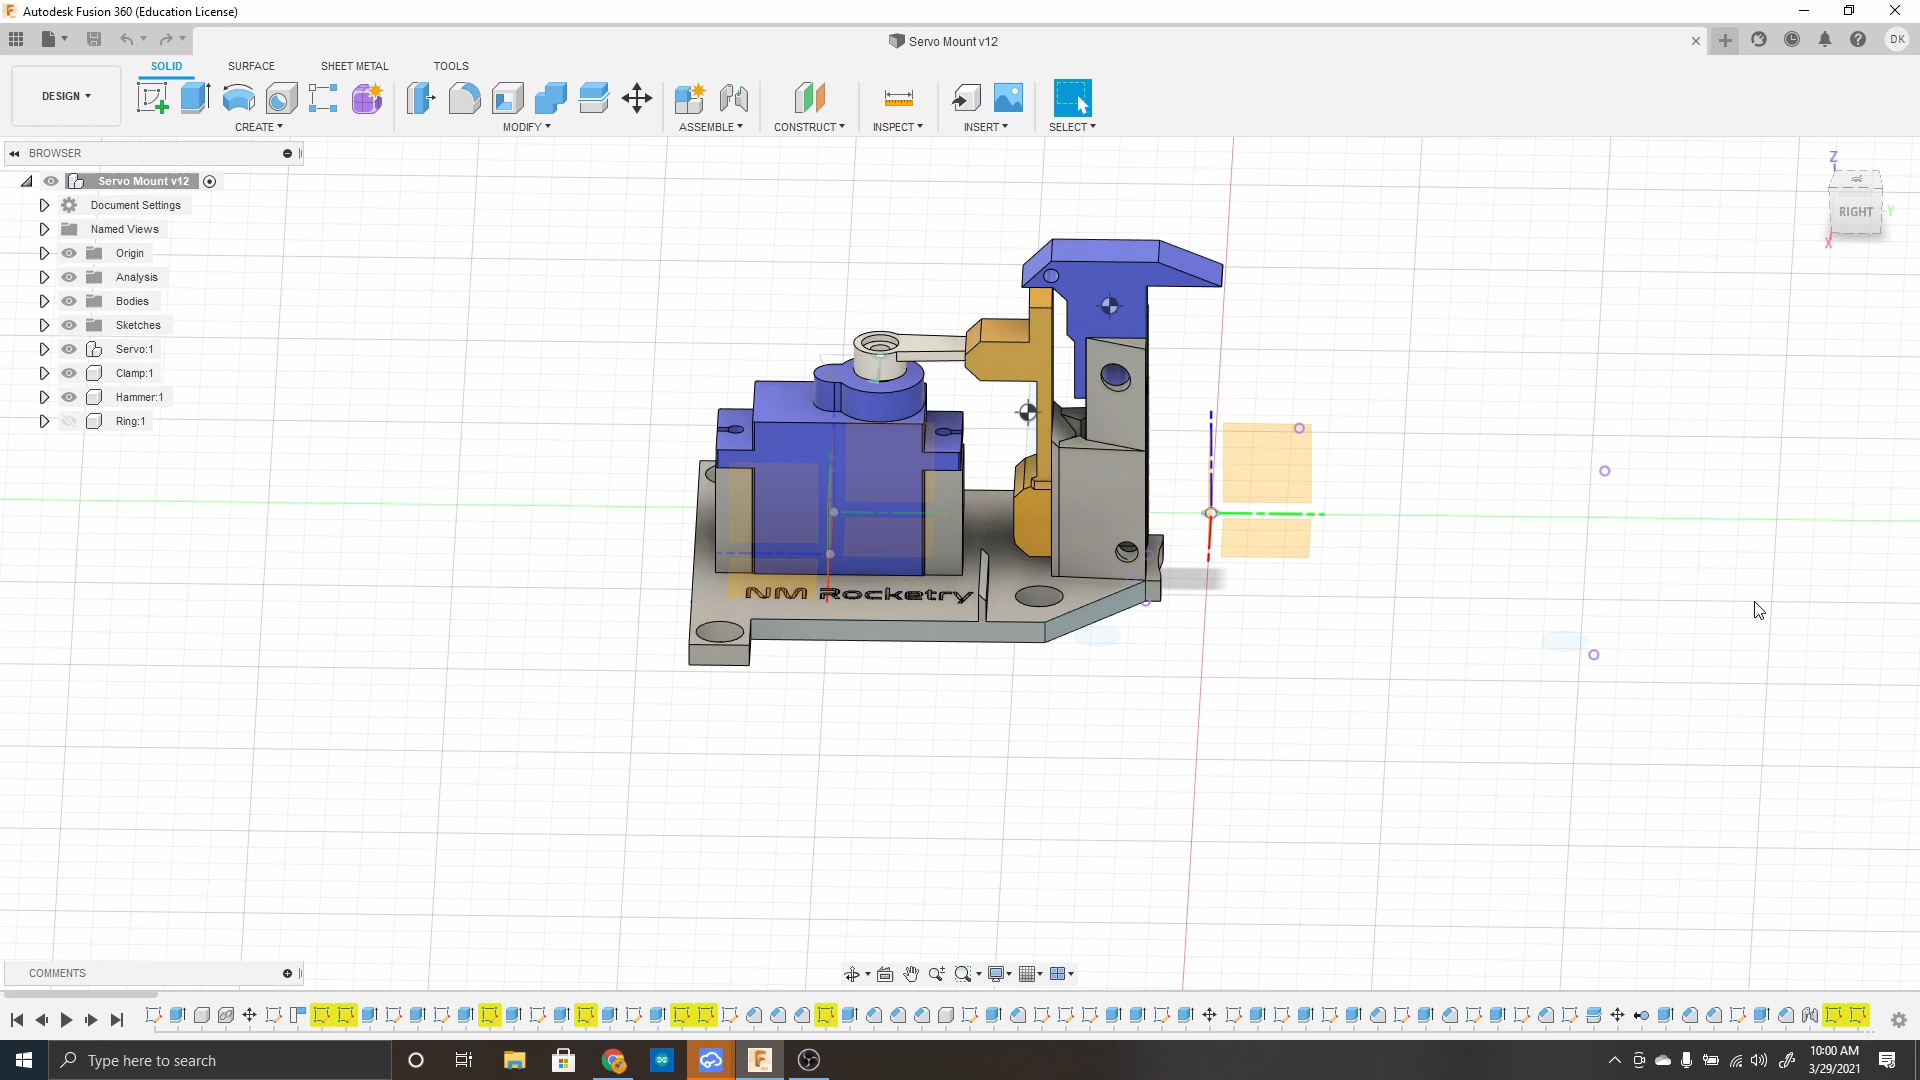 Autodesk Fusion 360 (Education License)
Servo Mount v12
DK
SOLID SURFACE SHEET METAL TOOLS
DESIGN
CREATE MODIFY ASSEMBLE CONSTRUCT INSPECT INSERT SELECT
BROWSER
Servo Mount v12
Document Settings
Named Views
Origin
Analysis
Bodies
Sketches
Servo:1
Clamp:1
Hammer:1
Ring:1
Z
RIGHT
Y
X
NM Rocketry
COMMENTS
Type here to search
10:00 AM
3/29/2021